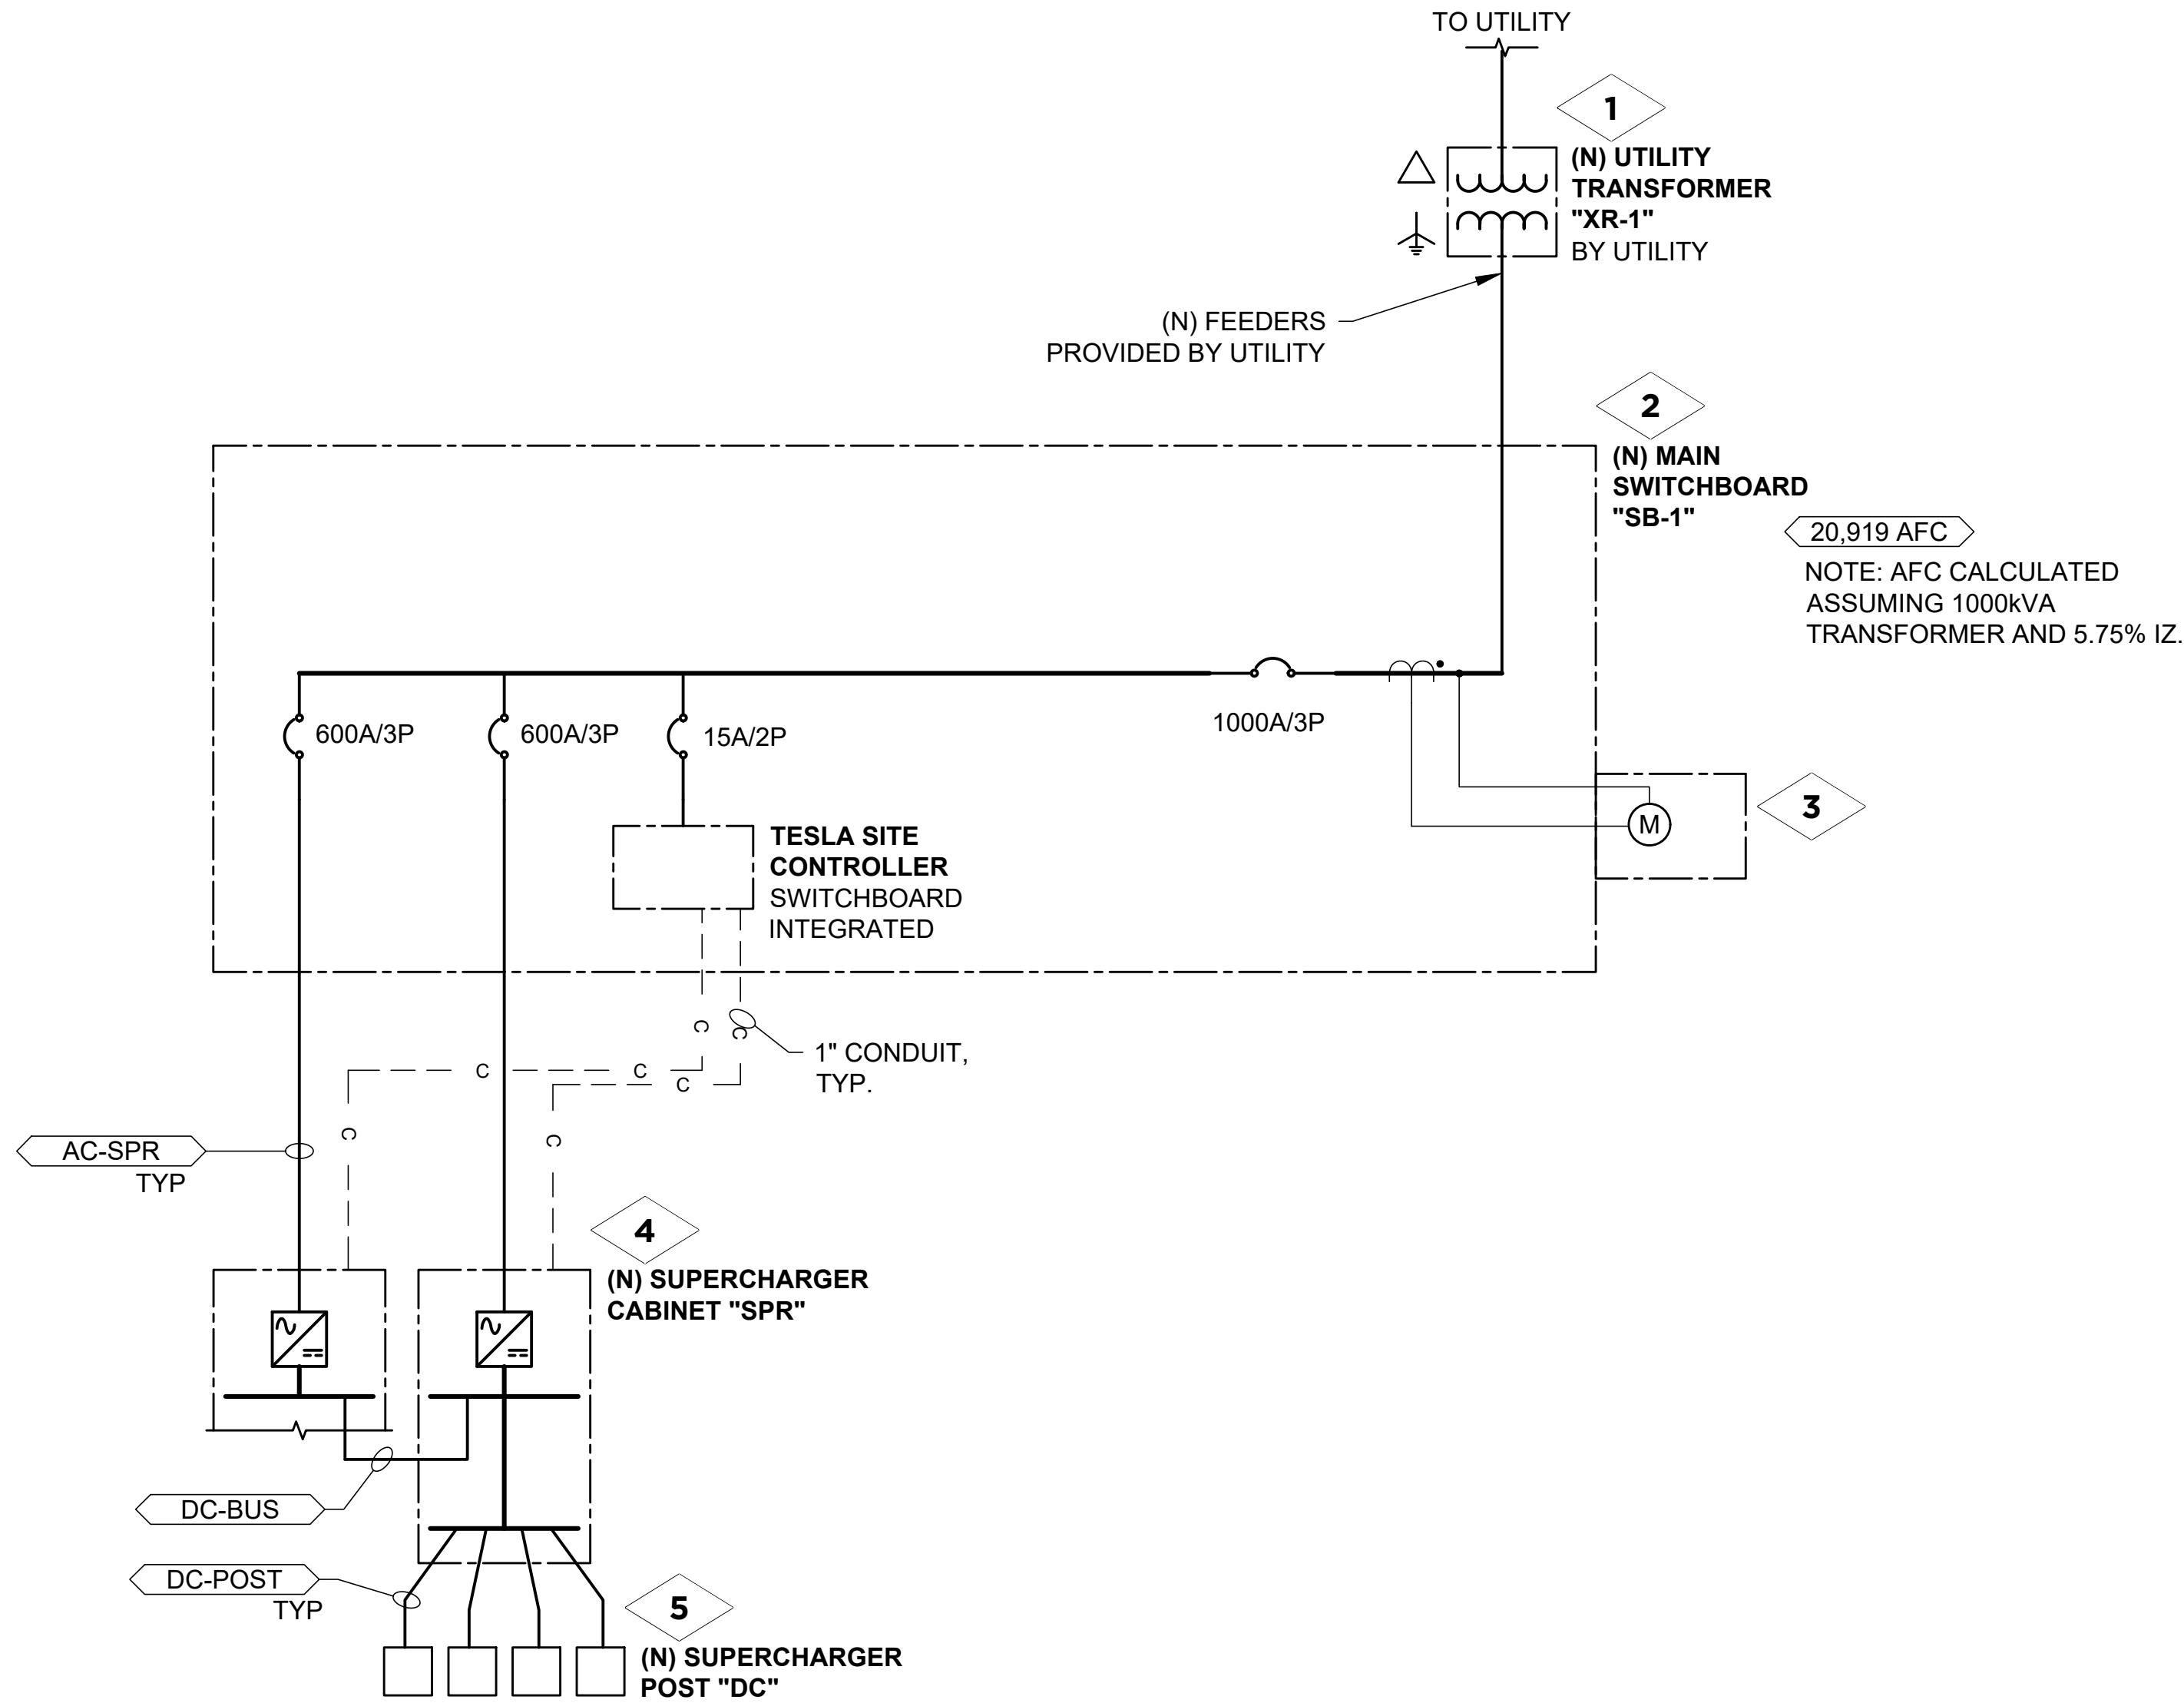 TO UTILITY
1
(N) UTILITY
TRANSFORMER
"XR-1"
BY UTILITY
(N) FEEDERS
PROVIDED BY UTILITY
2
(N) MAIN
SWITCHBOARD
"SB-1"
20,919 AFC
NOTE: AFC CALCULATED
ASSUMING 1000kVA
TRANSFORMER AND 5.75% IZ.
600A/3P
600A/3P
15A/2P
1000A/3P
3
M
TESLA SITE
CONTROLLER
SWITCHBOARD
INTEGRATED
C
C
1" CONDUIT,
TYP.
C
C
C
C
C
AC-SPR
TYP
4
(N) SUPERCHARGER
CABINET "SPR"
DC-BUS
DC-POST
TYP
5
(N) SUPERCHARGER
POST "DC"